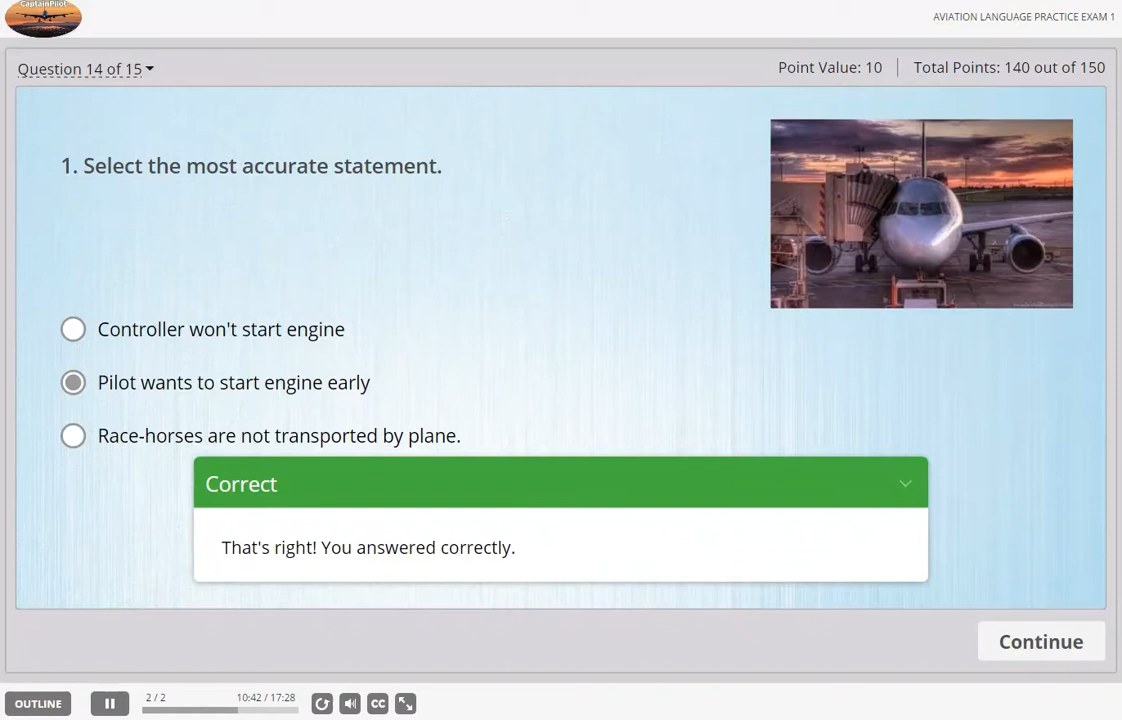 CaptainPilot
AVIATION LANGUAGE PRACTICE EXAM 1
Question 14 of 15
Point Value: 10 | Total Points: 140 out of 150
1. Select the most accurate statement.
Controller won't start engine
Pilot wants to start engine early
Race-horses are not transported by plane.
Correct
That's right! You answered correctly.
Continue
OUTLINE
2 / 2
10:42 / 17:28
CC